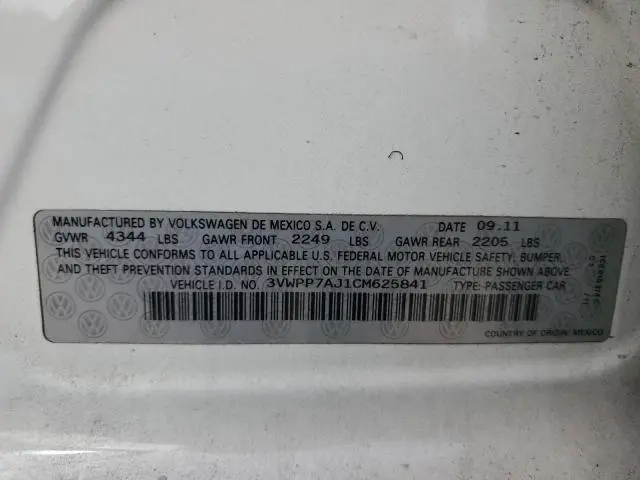 MANUFACTURED BY VOLKSWAGEN DE MEXICO S.A. DE C.V. DATE 09.11
GVWR 4344 LBS GAWR FRONT 2249 LBS GAWR REAR 2205 LBS
THIS VEHICLE CONFORMS TO ALL APPLICABLE U.S. FEDERAL MOTOR VEHICLE SAFETY, BUMPER,
AND THEFT PREVENTION STANDARDS IN EFFECT ON THE DATE OF MANUFACTURE SHOWN ABOVE.
VEHICLE I.D. NO. 3VWPP7AJ1CM625841 TYPE: PASSENGER CAR
COUNTRY OF ORIGIN: MEXICO